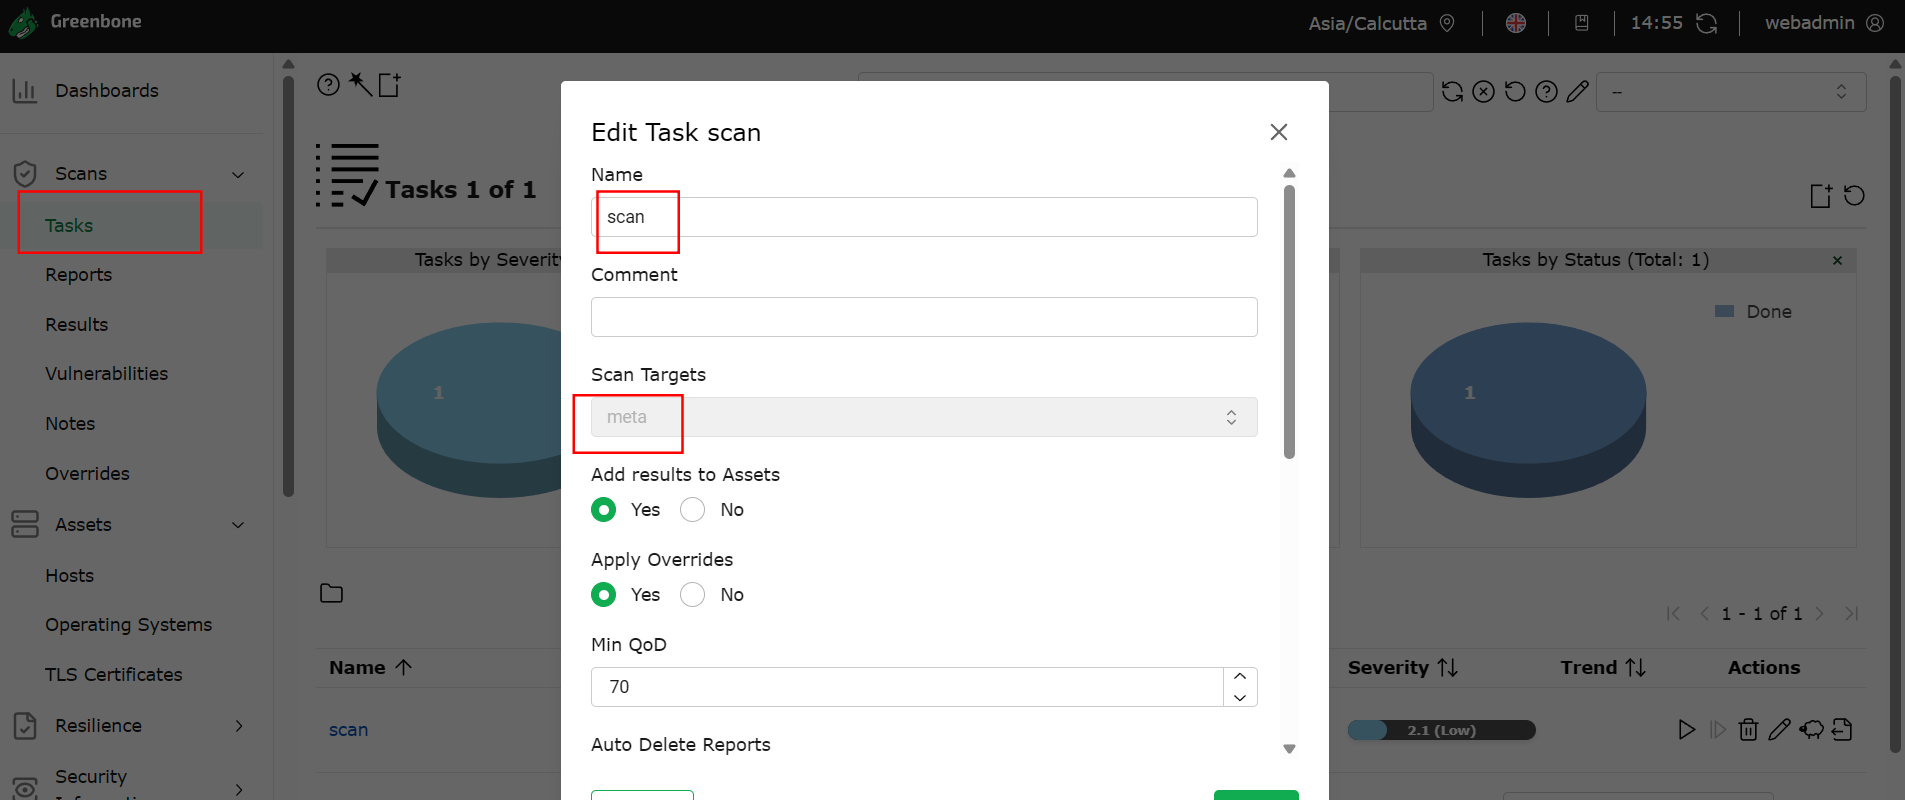 Greenbone
Asia/Calcutta
14:55
webadmin
Dashboards
Scans
Tasks
Reports
Results
Vulnerabilities
Notes
Overrides
Assets
Hosts
Operating Systems
TLS Certificates
Resilience
Security
--
Tasks 1 of 1
Tasks by Severity
1
Tasks by Status (Total: 1)
×
Done
1
1 - 1 of 1
Name
Severity
Trend
Actions
scan
2.1 (Low)
Edit Task scan
Name
scan
Comment
Scan Targets
meta
Add results to Assets
Yes No
Apply Overrides
Yes No
Min QoD
70
Auto Delete Reports